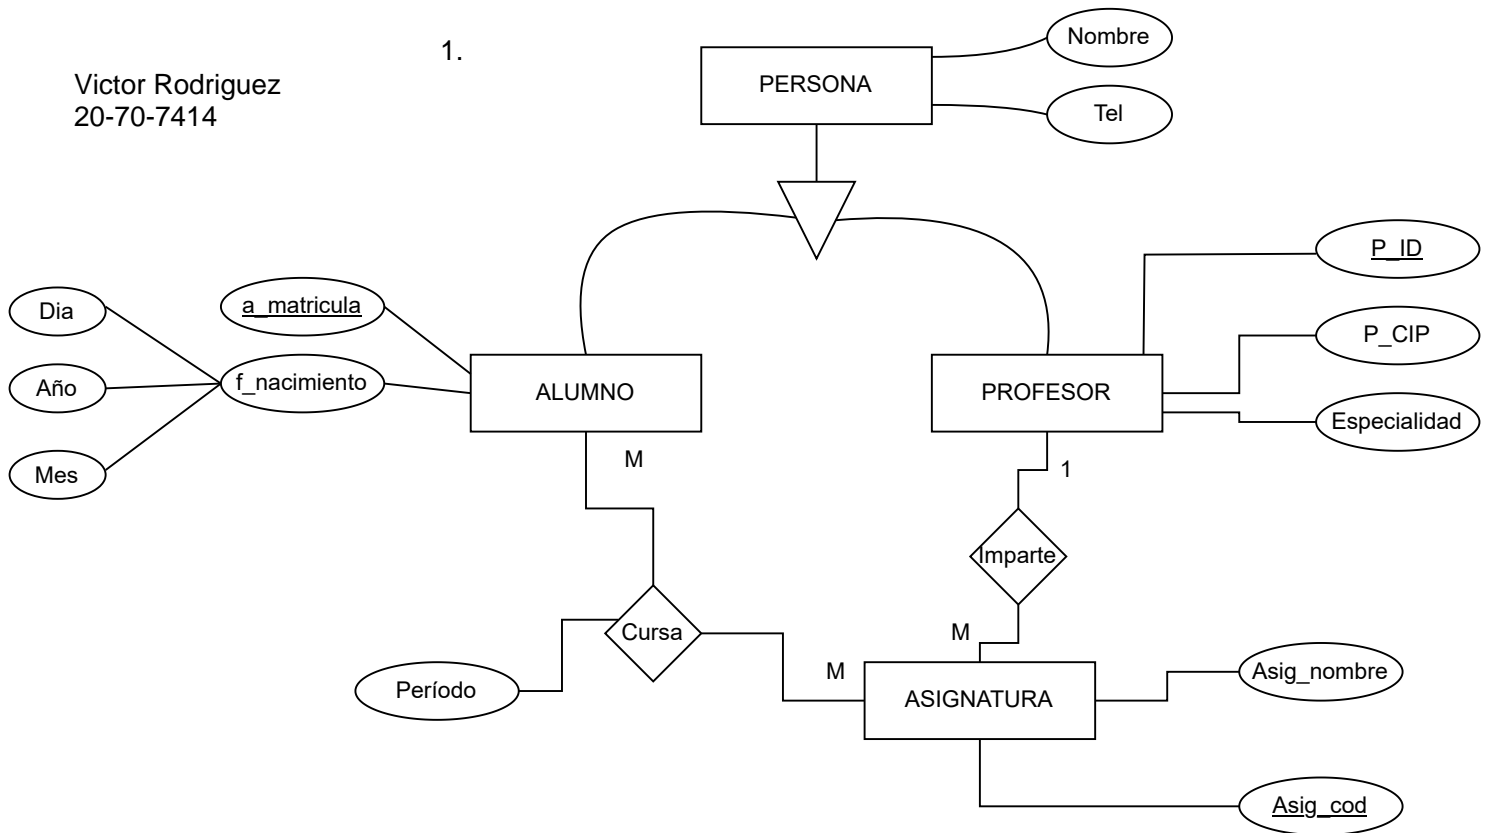 1.
Victor Rodriguez
20-70-7414
Nombre
PERSONA
Tel
P_ID
Dia
a_matricula
P_CIP
Año
f_nacimiento
ALUMNO
PROFESOR
Especialidad
Mes
M
1
Imparte
Cursa
M
Período
M
Asig_nombre
ASIGNATURA
Asig_cod